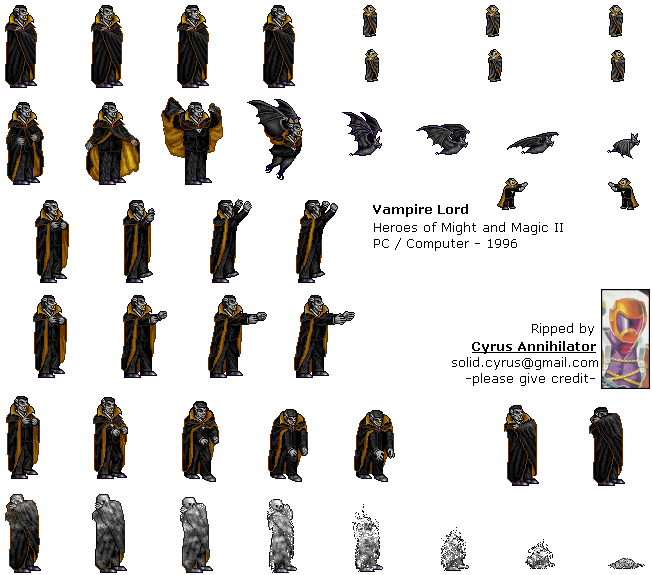 Vampire Lord
Heroes of Might and Magic II
PC / Computer - 1996
Ripped by
Cyrus Annihilator
solid.cyrus@gmail.com
-please give credit-